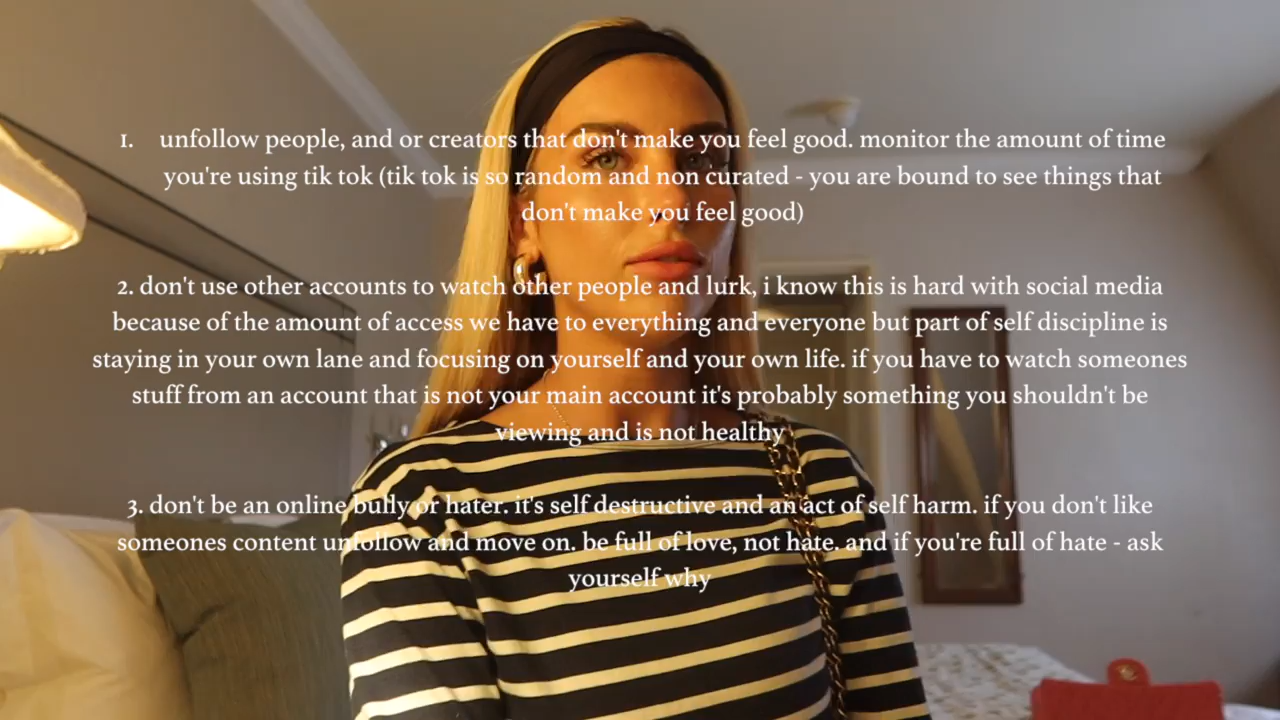 1. unfollow people, and or creators that don't make you feel good. monitor the amount of time
you're using tik tok (tik tok is so random and non curated - you are bound to see things that
don't make you feel good)
2. don't use other accounts to watch other people and lurk, i know this is hard with social media
because of the amount of access we have to everything and everyone but part of self discipline is
staying in your own lane and focusing on yourself and your own life. if you have to watch someones
stuff from an account that is not your main account it's probably something you shouldn't be
viewing and is not healthy
3. don't be an online bully or hater. it's self destructive and an act of self harm. if you don't like
someones content unfollow and move on. be full of love, not hate. and if you're full of hate - ask
yourself why